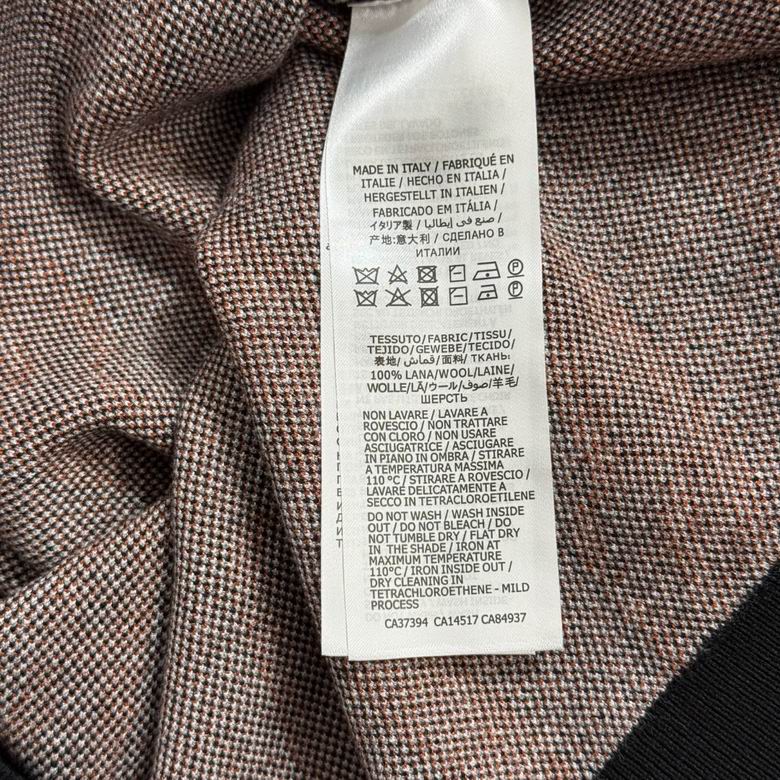 MADE IN ITALY / FABRIQUÉ EN
ITALIE / HECHO EN ITALIA /
HERGESTELLT IN ITALIEN /
FABRICADO EM ITÁLIA /
イタリア製 / صنع في إيطاليا /
产地:意大利 / СДЕЛАНО В
ИТАЛИИ
TESSUTO/FABRIC/TISSU/
TEJIDO/GEWEBE/TECIDO/
表地/قماش/面料/ТКАНЬ:
100% LANA/WOOL/LAINE/
WOLLE/LÃ/ウール/صوف/羊毛/
ШЕРСТЬ
NON LAVARE / LAVARE A
ROVESCIO / NON TRATTARE
CON CLORO / NON USARE
ASCIUGATRICE / ASCIUGARE
IN PIANO IN OMBRA / STIRARE
A TEMPERATURA MASSIMA
110°C / STIRARE A ROVESCIO /
LAVARE DELICATAMENTE A
SECCO IN TETRACLOROETILENE
DO NOT WASH / WASH INSIDE
OUT / DO NOT BLEACH / DO
NOT TUMBLE DRY / FLAT DRY
IN THE SHADE / IRON AT
MAXIMUM TEMPERATURE
110°C / IRON INSIDE OUT /
DRY CLEANING IN
TETRACHLOROETHENE - MILD
PROCESS
CA37394 CA14517 CA84937